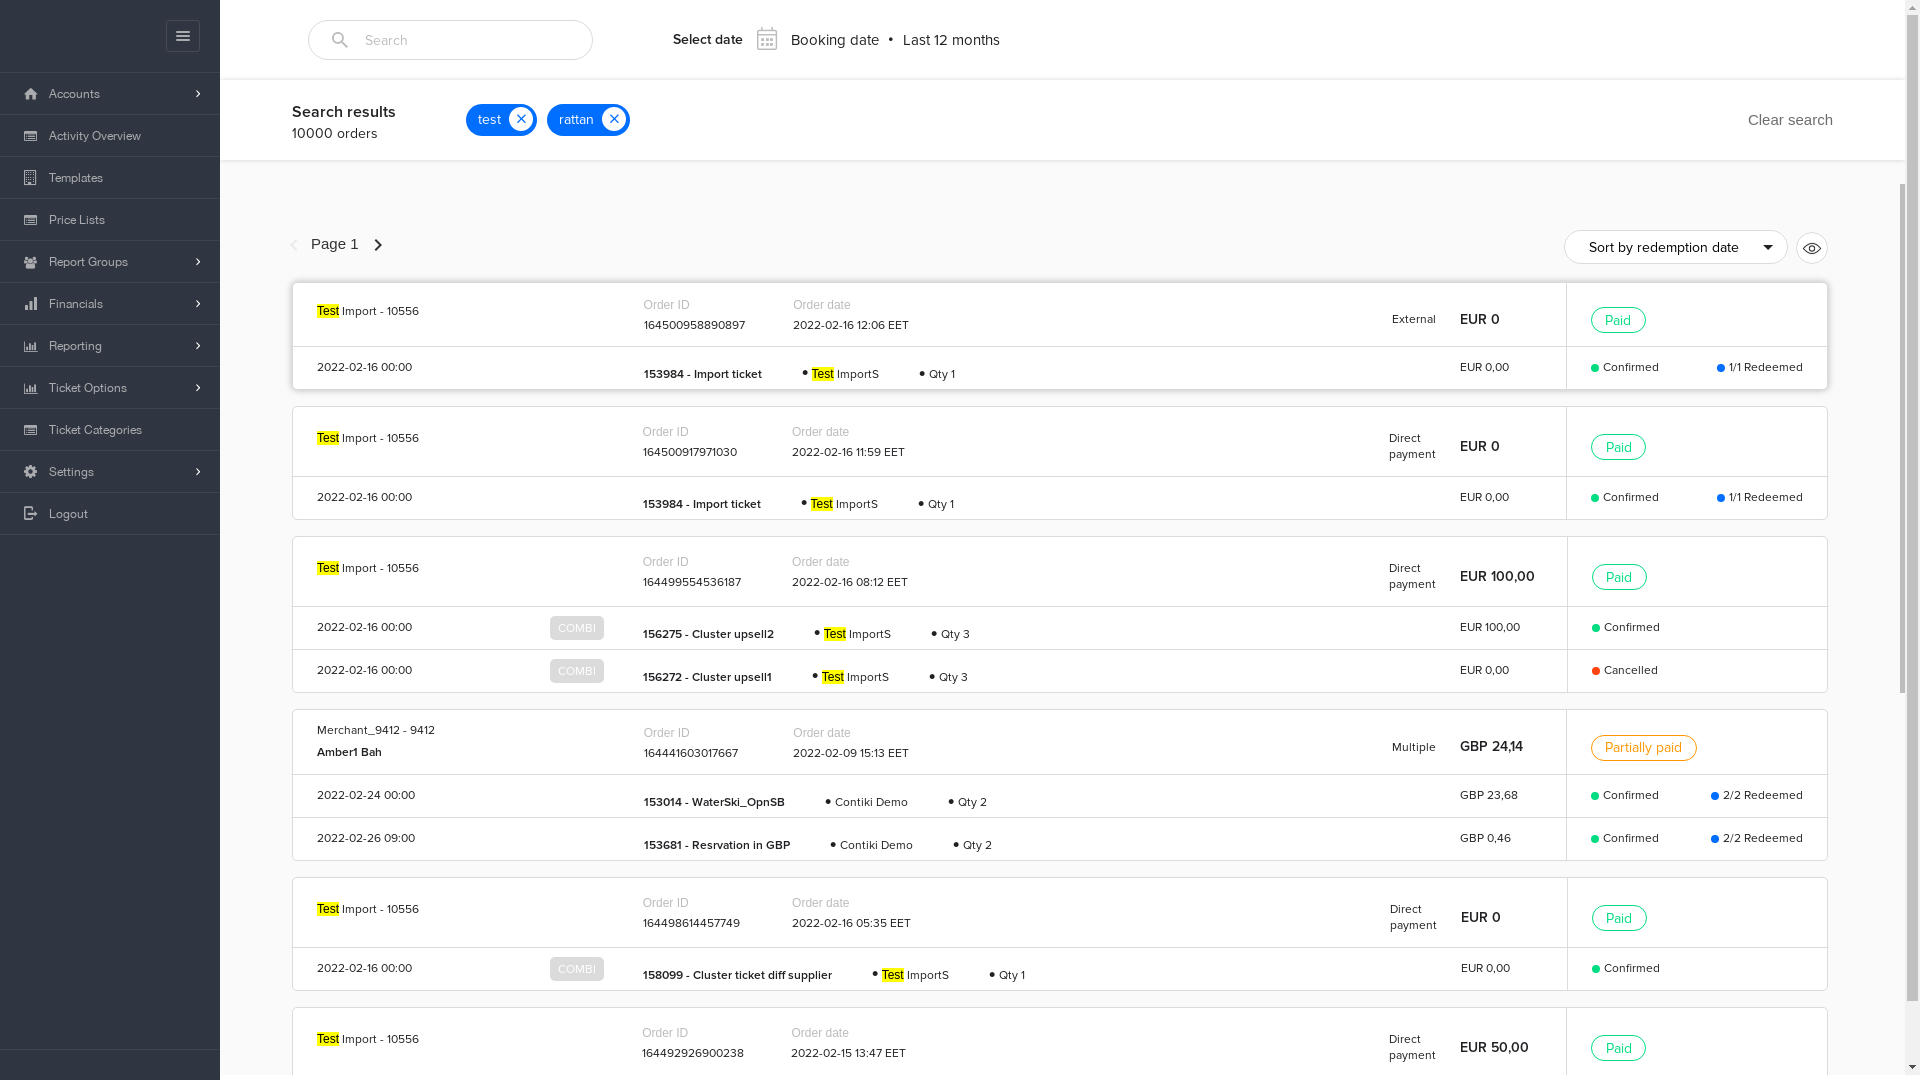 Accounts
Activity Overview
Templates
Price Lists
Report Groups
Financials
Reporting
Ticket Options
Ticket Categories
Settings
Logout
Search
Select date Booking date • Last 12 months
Search results
10000 orders
test
rattan
Clear search
Page 1
Sort by redemption date
Test Import - 10556
Order ID
164500958890897
Order date
2022-02-16 12:06 EET
External
EUR 0
Paid
2022-02-16 00:00
153984 - Import ticket • Test ImportS • Qty 1
EUR 0,00
Confirmed
1/1 Redeemed
Test Import - 10556
Order ID
164500917971030
Order date
2022-02-16 11:59 EET
Direct
payment
EUR 0
Paid
2022-02-16 00:00
153984 - Import ticket • Test ImportS • Qty 1
EUR 0,00
Confirmed
1/1 Redeemed
Test Import - 10556
Order ID
164499554536187
Order date
2022-02-16 08:12 EET
Direct
payment
EUR 100,00
Paid
2022-02-16 00:00
COMBI
156275 - Cluster upsell2 • Test ImportS • Qty 3
EUR 100,00
Confirmed
2022-02-16 00:00
COMBI
156272 - Cluster upsell1 • Test ImportS • Qty 3
EUR 0,00
Cancelled
Merchant_9412 - 9412
Amber1 Bah
Order ID
164441603017667
Order date
2022-02-09 15:13 EET
Multiple
GBP 24,14
Partially paid
2022-02-24 00:00
153014 - WaterSki_OpnSB • Contiki Demo • Qty 2
GBP 23,68
Confirmed
2/2 Redeemed
2022-02-26 09:00
153681 - Resrvation in GBP • Contiki Demo • Qty 2
GBP 0,46
Confirmed
2/2 Redeemed
Test Import - 10556
Order ID
164498614457749
Order date
2022-02-16 05:35 EET
Direct
payment
EUR 0
Paid
2022-02-16 00:00
COMBI
158099 - Cluster ticket diff supplier • Test ImportS • Qty 1
EUR 0,00
Confirmed
Test Import - 10556
Order ID
164492926900238
Order date
2022-02-15 13:47 EET
Direct
payment
EUR 50,00
Paid